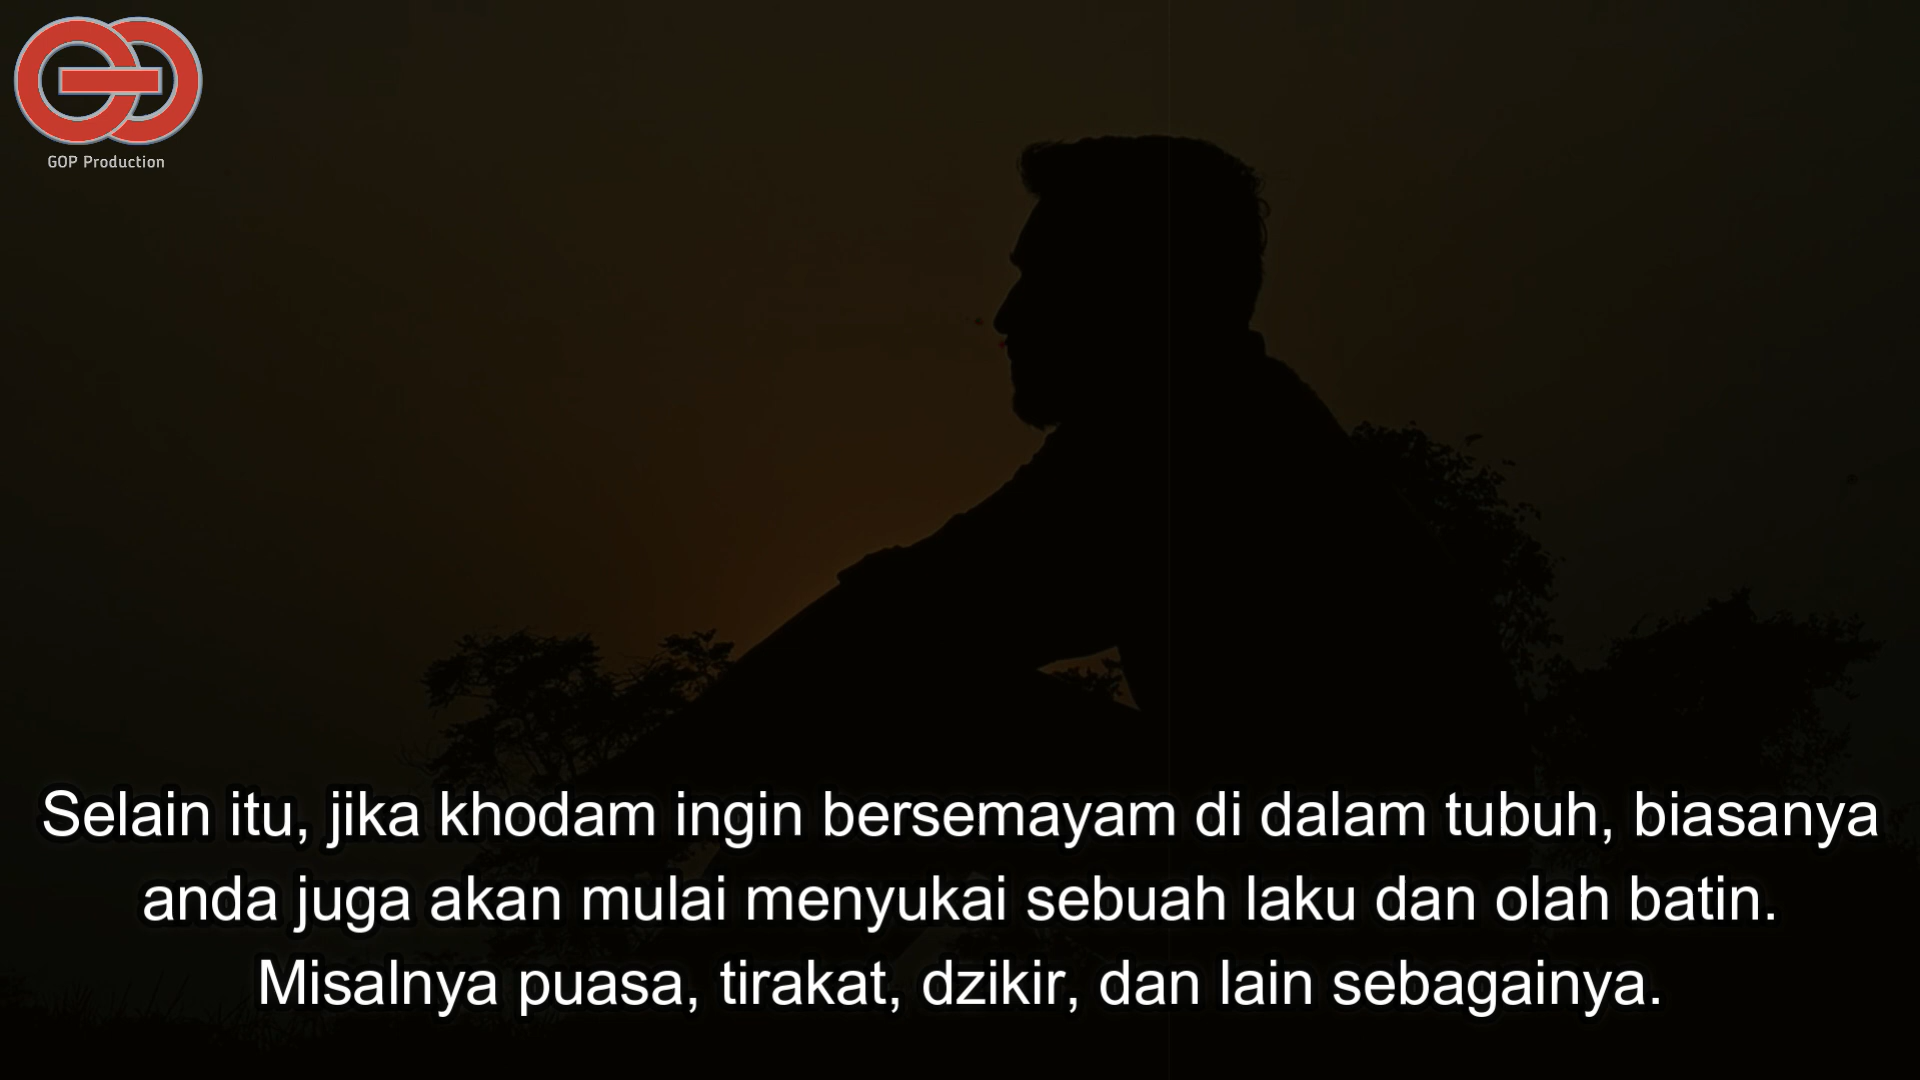 GOP Production
Selain itu, jika khodam ingin bersemayam di dalam tubuh, biasanya
anda juga akan mulai menyukai sebuah laku dan olah batin.
Misalnya puasa, tirakat, dzikir, dan lain sebagainya.